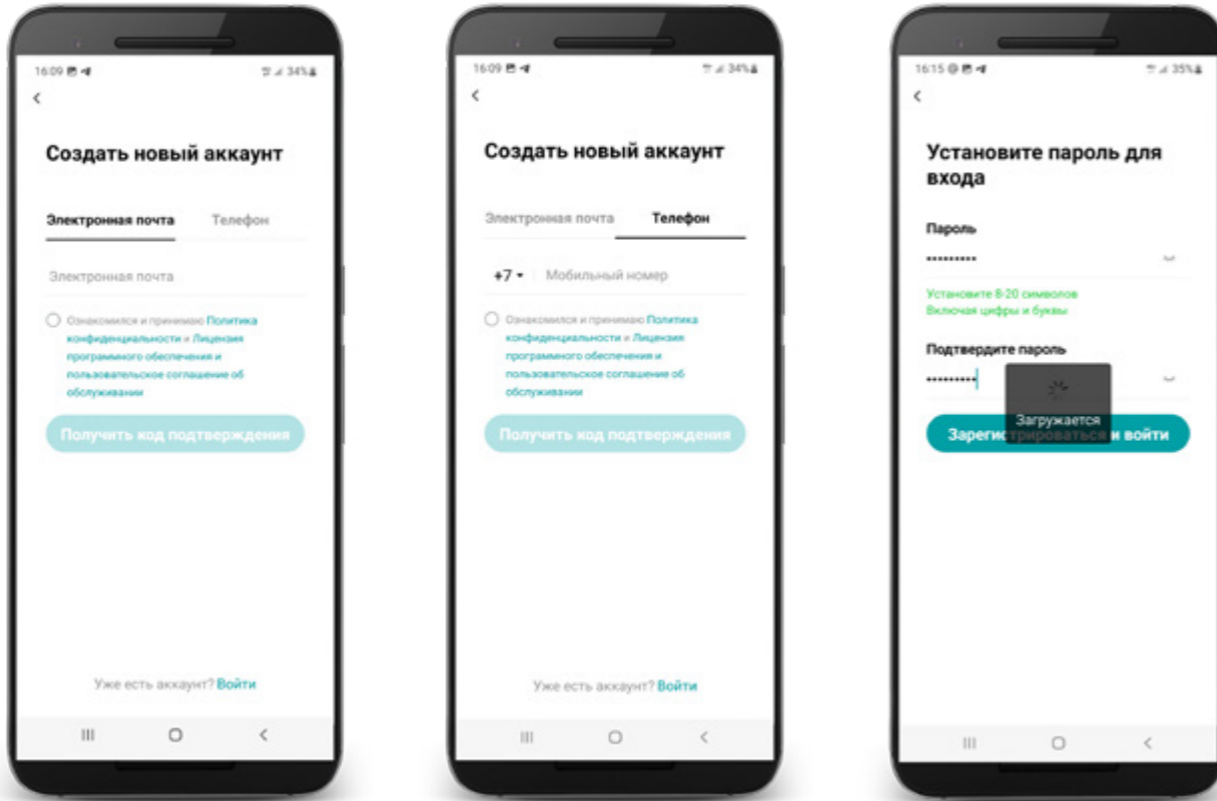 16:09
34%
Создать новый аккаунт
Электронная почта
Телефон
Электронная почта
Ознакомился и принимаю Политика
конфиденциальности и Лицензия
программного обеспечения и
пользовательское соглашение об
обслуживании
Получить код подтверждения
Уже есть аккаунт? Войти
16:09
34%
Создать новый аккаунт
Электронная почта
Телефон
+7
Мобильный номер
Ознакомился и принимаю Политика
конфиденциальности и Лицензия
программного обеспечения и
пользовательское соглашение об
обслуживании
Получить код подтверждения
Уже есть аккаунт? Войти
16:15
35%
Установите пароль для
входа
Пароль
•••••••••
Установите 8-20 символов
Включая цифры и буквы
Подтвердите пароль
•••••••••
Загружается
Зарегистрироваться и войти